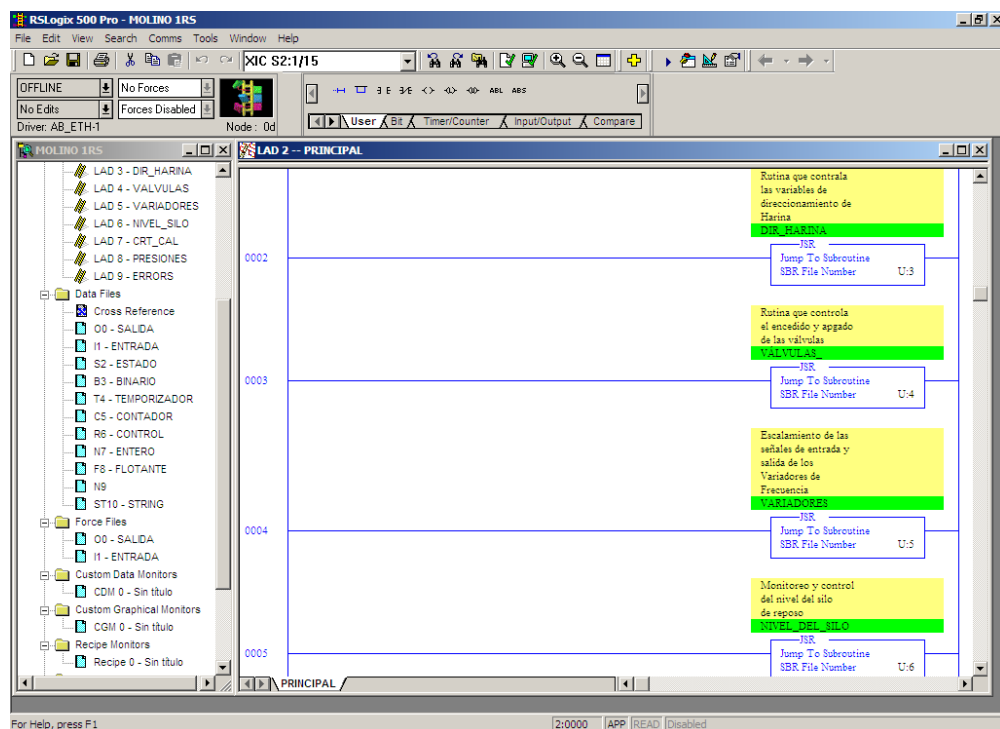 RSLogix 500 Pro - MOLINO 1RS
File Edit View Search Comms Tools Window Help
XIC S2:1/15
OFFLINE
No Forces
No Edits
Forces Disabled
Driver: AB_ETH-1
Node : 0d
ABL ABS
User Bit Timer/Counter Input/Output Compare
MOLINO 1RS
LAD 3 - DIR_HARINA
LAD 4 - VALVULAS
LAD 5 - VARIADORES
LAD 6 - NIVEL_SILO
LAD 7 - CRT_CAL
LAD 8 - PRESIONES
LAD 9 - ERRORS
Data Files
Cross Reference
O0 - SALIDA
I1 - ENTRADA
S2 - ESTADO
B3 - BINARIO
T4 - TEMPORIZADOR
C5 - CONTADOR
R6 - CONTROL
N7 - ENTERO
F8 - FLOTANTE
N9
ST10 - STRING
Force Files
O0 - SALIDA
I1 - ENTRADA
Custom Data Monitors
CDM 0 - Sin título
Custom Graphical Monitors
CGM 0 - Sin título
Recipe Monitors
Recipe 0 - Sin título
LAD 2 -- PRINCIPAL
Rutina que contrala
las variables de
direccionamiento de
Harina
DIR_HARINA
JSR
0002
Jump To Subroutine
SBR File Number U:3
Rutina que controla
el encedido y apgado
de las válvulas
VÁLVULAS_
JSR
0003
Jump To Subroutine
SBR File Number U:4
Escalamiento de las
señales de entrada y
salida de los
Variadores de
Frecuencia
VARIADORES
JSR
0004
Jump To Subroutine
SBR File Number U:5
Monitoreo y control
del nivel del silo
de reposo
NIVEL_DEL_SILO
JSR
0005
Jump To Subroutine
SBR File Number U:6
PRINCIPAL
For Help, press F1
2:0000 APP READ Disabled